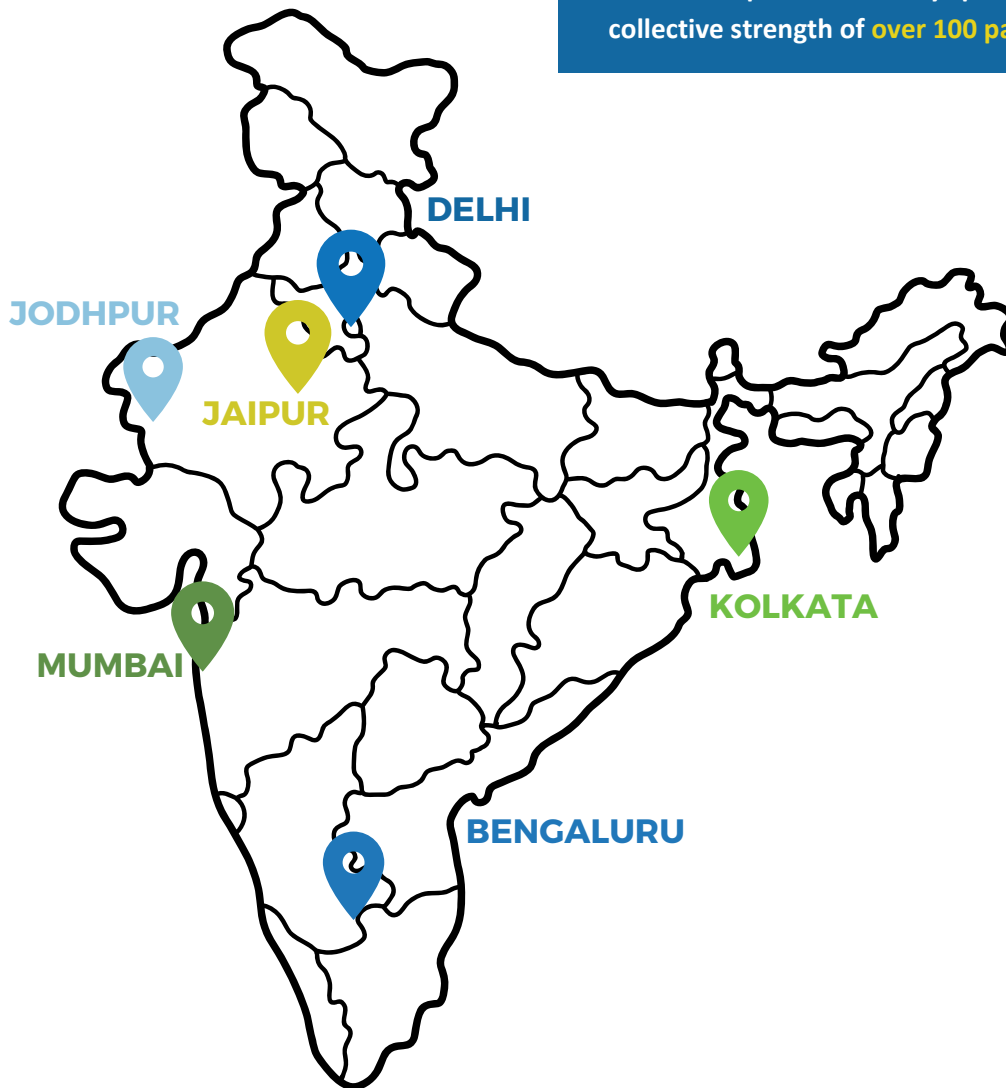 collective strength of over 100
DELHI
JODHPUR
JAIPUR
KOLKATA
MUMBAI
BENGALURU